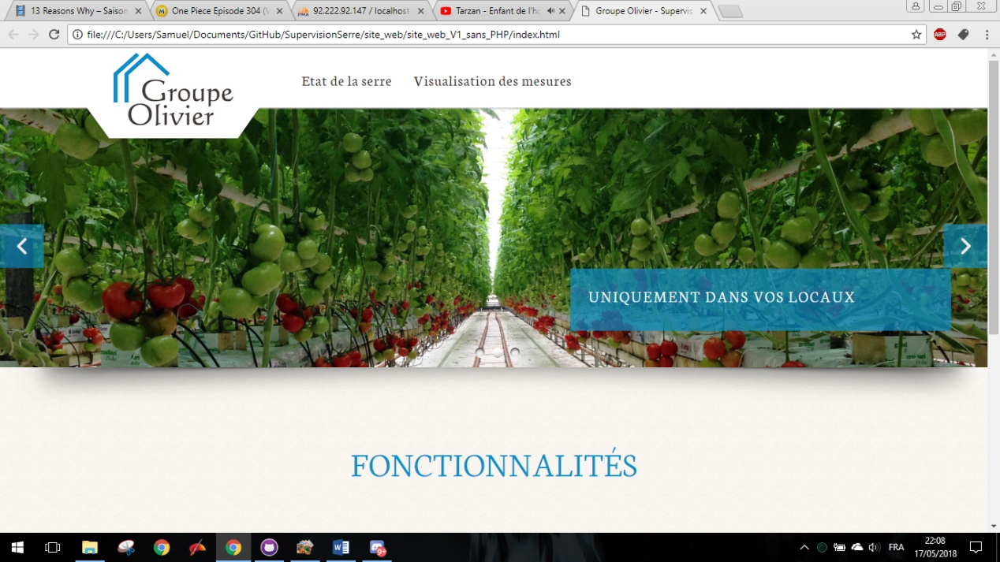 13 Reasons Why – Saison
One Piece Episode 304 (V
92.222.92.147 / localhost
Tarzan - Enfant de l'ho
Groupe Olivier - Supervis
file:///C:/Users/Samuel/Documents/GitHub/SupervisionSerre/site_web/site_web_V1_sans_PHP/index.html
ABP
Groupe
Olivier
Etat de la serre
Visualisation des mesures
UNIQUEMENT DANS VOS LOCAUX
FONCTIONNALITÉS
FRA
22:08
17/05/2018